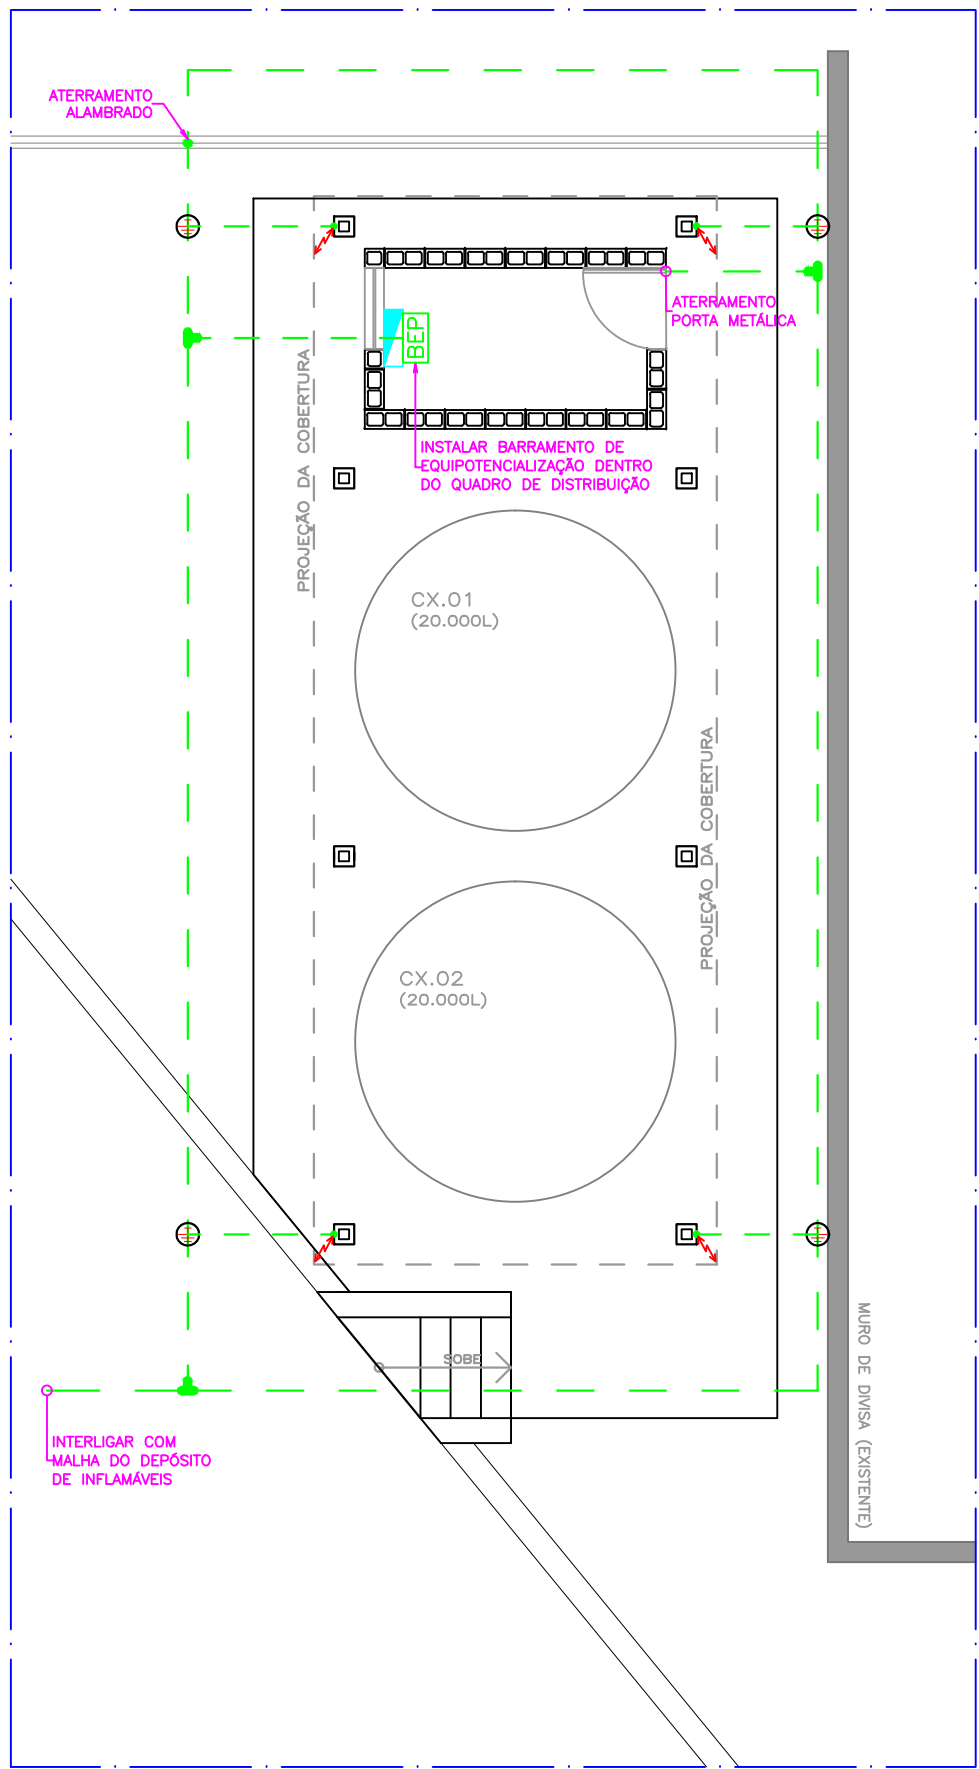 ATERRAMENTO
ALAMBRADO
ATERRAMENTO
PORTA METÁLICA
BEP
PROJEÇÃO DA COBERTURA
INSTALAR BARRAMENTO DE
EQUIPOTENCIALIZAÇÃO DENTRO
DO QUADRO DE DISTRIBUIÇÃO
CX.01
(20.000L)
PROJEÇÃO DA COBERTURA
CX.02
(20.000L)
MURO DE DIVISA (EXISTENTE)
SOBE
INTERLIGAR COM
MALHA DO DEPÓSITO
DE INFLAMÁVEIS